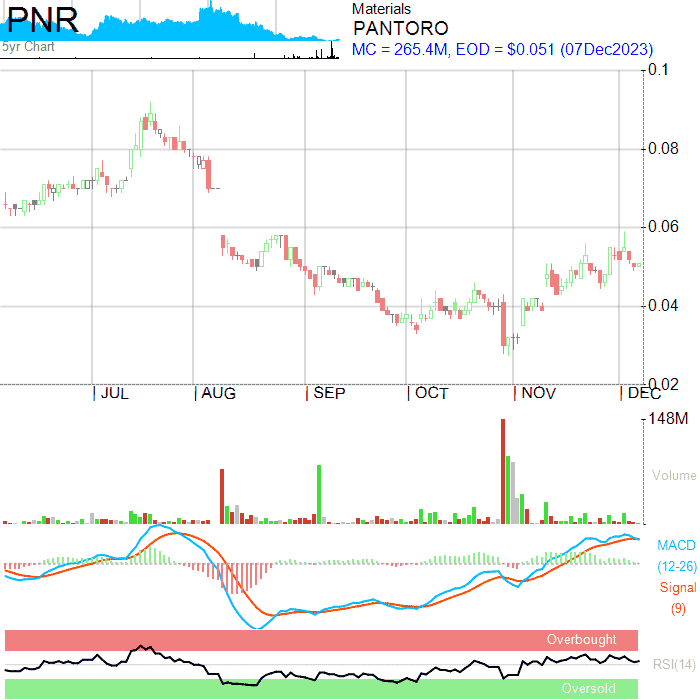 PNR
5yr Chart
Materials
PANTORO
MC = 265.4M, EOD = $0.051 (07Dec2023)
0.1
0.08
0.06
0.04
0.02
JUL AUG SEP OCT NOV DEC
148M
Volume
MACD
(12-26)
Signal
(9)
Overbought
RSI(14)
Oversold